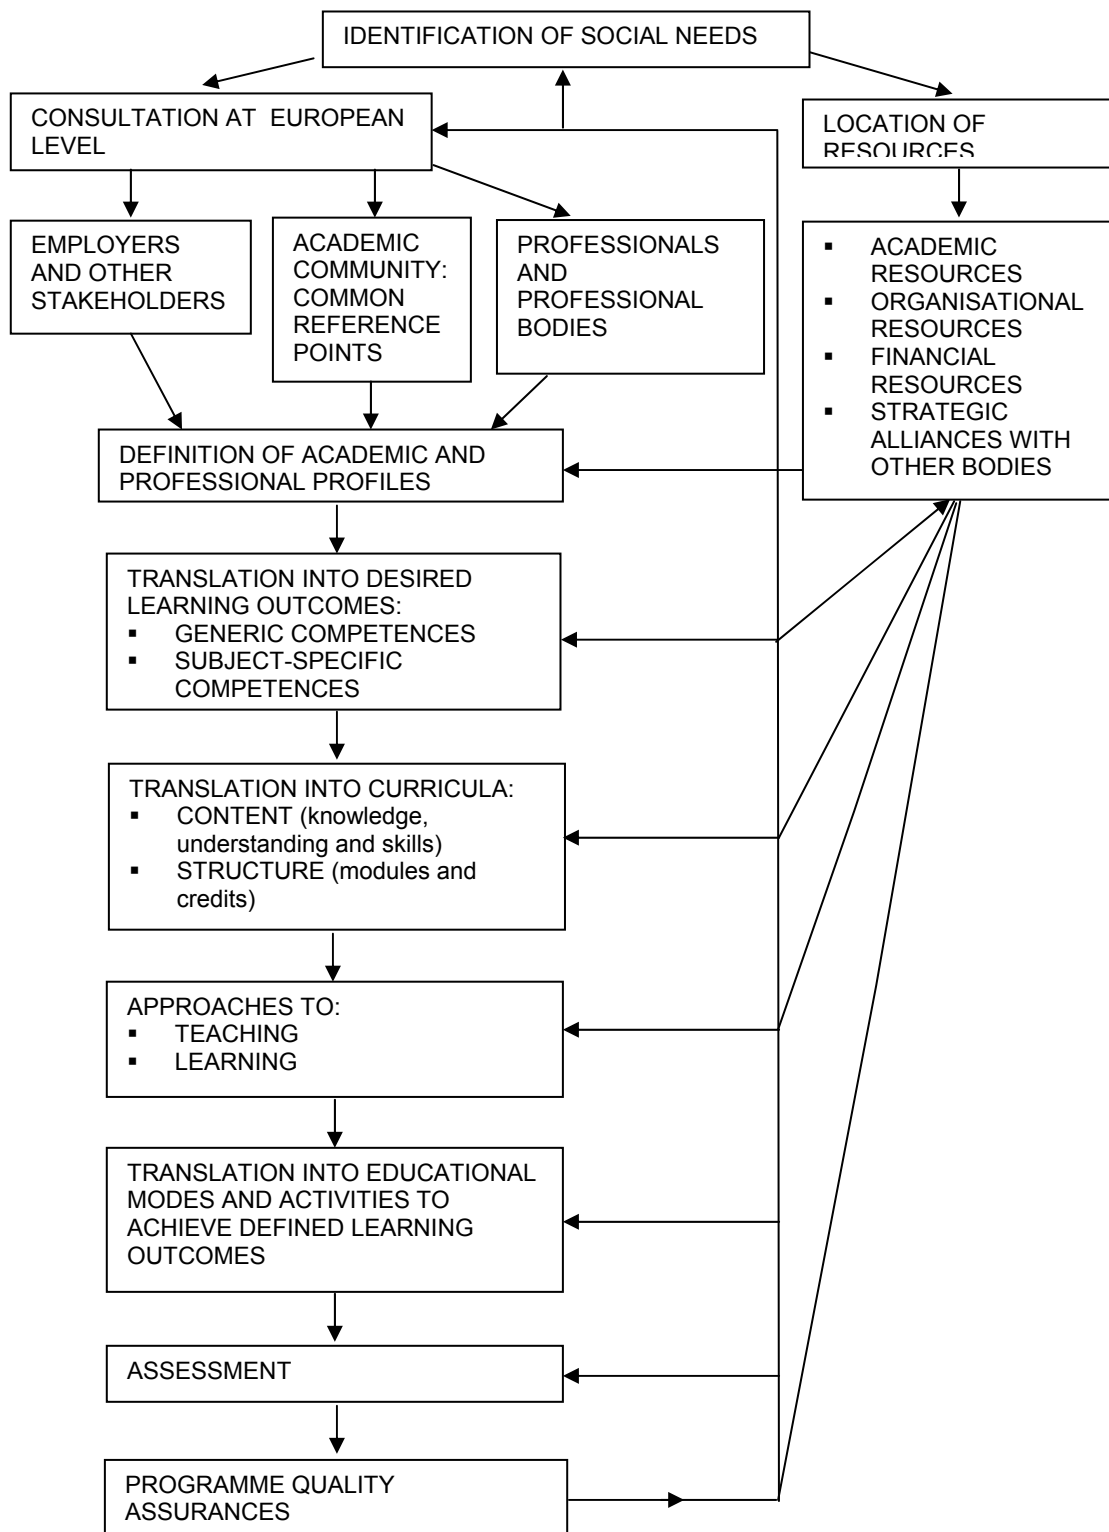 IDENTIFICATION OF SOCIAL NEEDS
CONSULTATION AT EUROPEAN
LEVEL
LOCATION OF
RESOURCES
EMPLOYERS
AND OTHER
STAKEHOLDERS
ACADEMIC
COMMUNITY:
COMMON
REFERENCE
POINTS
PROFESSIONALS
AND
PROFESSIONAL
BODIES
▪ ACADEMIC
RESOURCES
▪ ORGANISATIONAL
RESOURCES
▪ FINANCIAL
RESOURCES
▪ STRATEGIC
ALLIANCES WITH
OTHER BODIES
DEFINITION OF ACADEMIC AND
PROFESSIONAL PROFILES
TRANSLATION INTO DESIRED
LEARNING OUTCOMES:
▪ GENERIC COMPETENCES
▪ SUBJECT-SPECIFIC
COMPETENCES
TRANSLATION INTO CURRICULA:
▪ CONTENT (knowledge,
understanding and skills)
▪ STRUCTURE (modules and
credits)
APPROACHES TO:
▪ TEACHING
▪ LEARNING
TRANSLATION INTO EDUCATIONAL
MODES AND ACTIVITIES TO
ACHIEVE DEFINED LEARNING
OUTCOMES
ASSESSMENT
PROGRAMME QUALITY
ASSURANCES